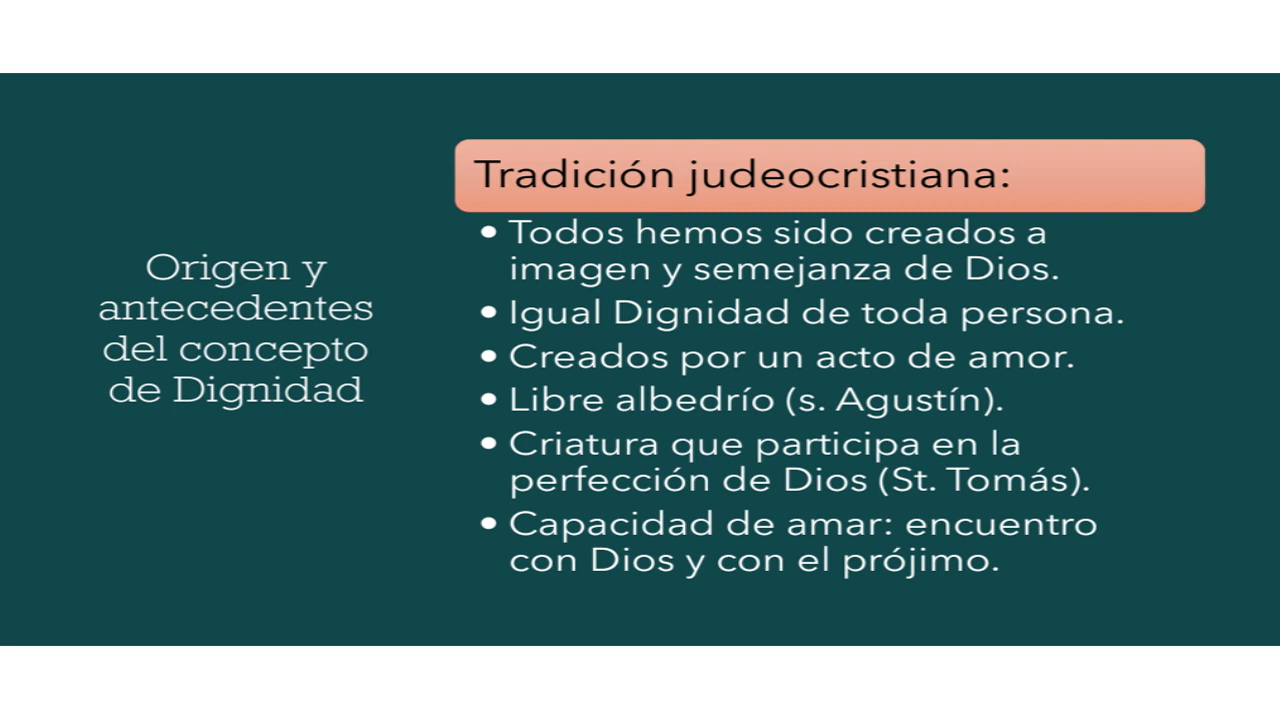 Origen y
antecedentes
del concepto
de Dignidad
Tradición judeocristiana:
• Todos hemos sido creados a
imagen y semejanza de Dios.
• Igual Dignidad de toda persona.
• Creados por un acto de amor.
• Libre albedrío (s. Agustín).
• Criatura que participa en la
perfección de Dios (St. Tomás).
• Capacidad de amar: encuentro
con Dios y con el prójimo.